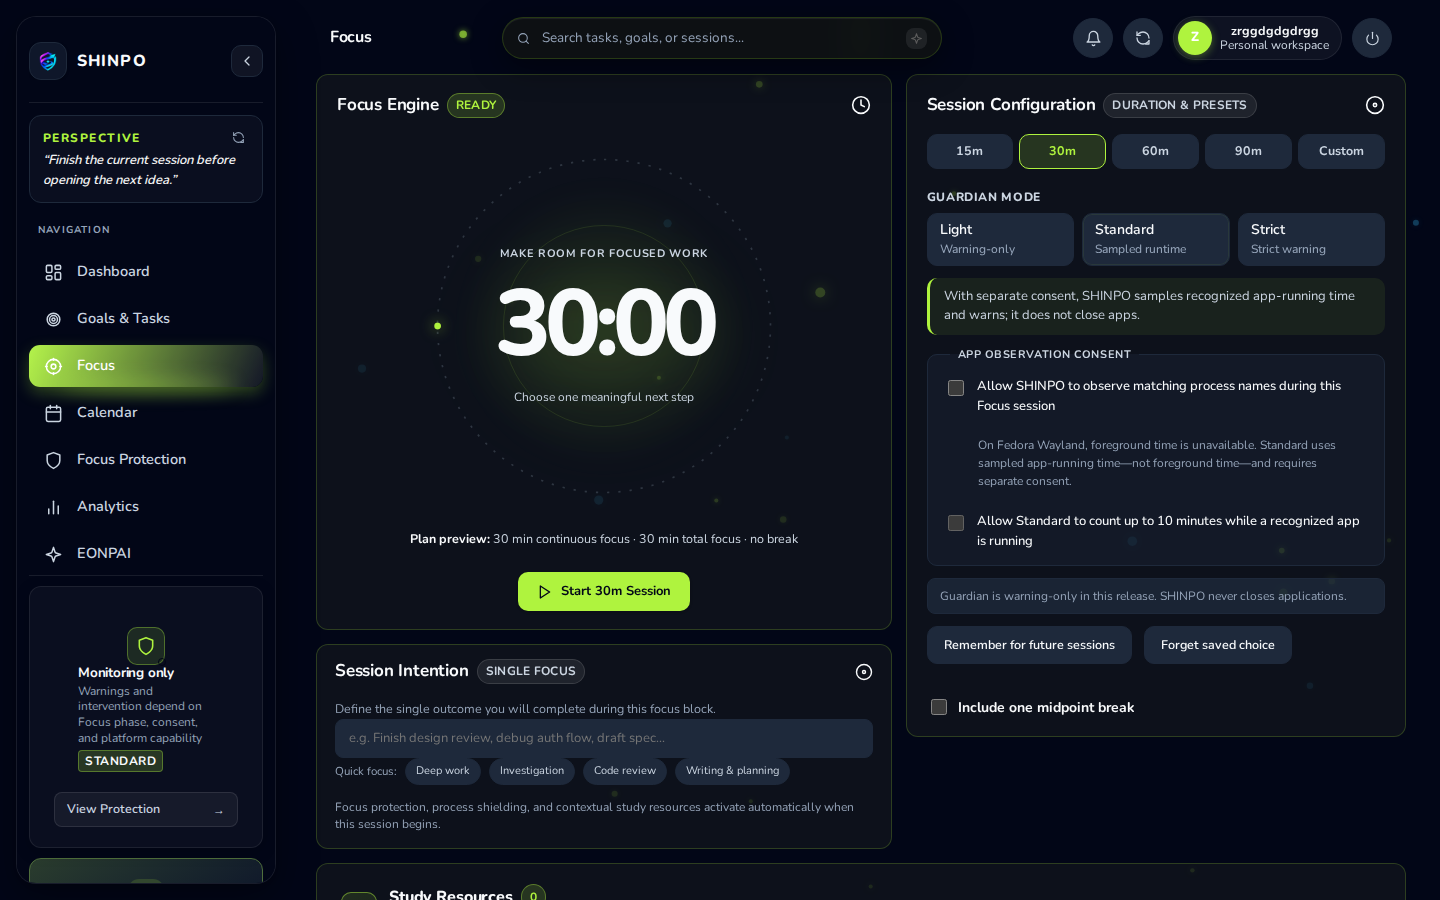 SHINPO
PERSPECTIVE
“Finish the current session before
opening the next idea.”
NAVIGATION
Dashboard
Goals & Tasks
Focus
Calendar
Focus Protection
Analytics
EONPAI
Monitoring only
Warnings and
intervention depend on
Focus phase, consent,
and platform capability
STANDARD
View Protection →
Focus
Search tasks, goals, or sessions...
Z
zrggdgdgdrgg
Personal workspace
Focus Engine READY
MAKE ROOM FOR FOCUSED WORK
30:00
Choose one meaningful next step
Plan preview: 30 min continuous focus · 30 min total focus · no break
Start 30m Session
Session Intention SINGLE FOCUS
Define the single outcome you will complete during this focus block.
e.g. Finish design review, debug auth flow, draft spec...
Quick focus: Deep work Investigation Code review Writing & planning
Focus protection, process shielding, and contextual study resources activate automatically when
this session begins.
Session Configuration DURATION & PRESETS
15m 30m 60m 90m Custom
GUARDIAN MODE
Light Standard Strict
Warning-only Sampled runtime Strict warning
With separate consent, SHINPO samples recognized app-running time
and warns; it does not close apps.
APP OBSERVATION CONSENT
Allow SHINPO to observe matching process names during this
Focus session
On Fedora Wayland, foreground time is unavailable. Standard uses
sampled app-running time—not foreground time—and requires
separate consent.
Allow Standard to count up to 10 minutes while a recognized app
is running
Guardian is warning-only in this release. SHINPO never closes applications.
Remember for future sessions Forget saved choice
Include one midpoint break
Study Resources 0